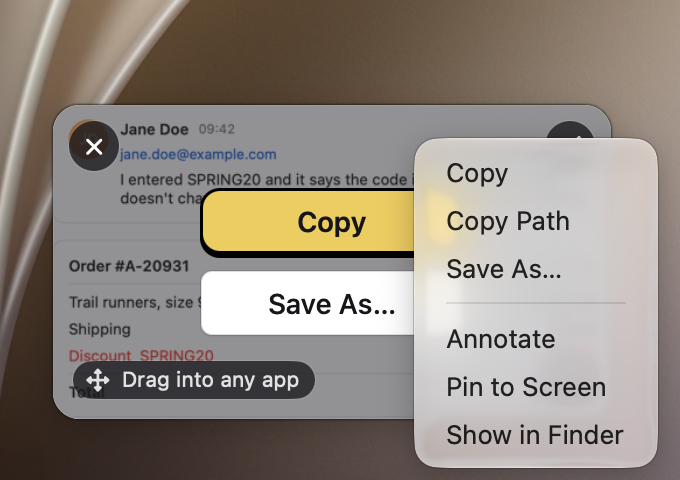 Jane Doe 09:42
jane.doe@example.com
I entered SPRING20 and it says the code
doesn't
Copy
Save As...
Order #A-20931
Trail runners, size
Shipping
Discount SPRING20
Total
Drag into any app
Copy
Copy Path
Save As...
Annotate
Pin to Screen
Show in Finder